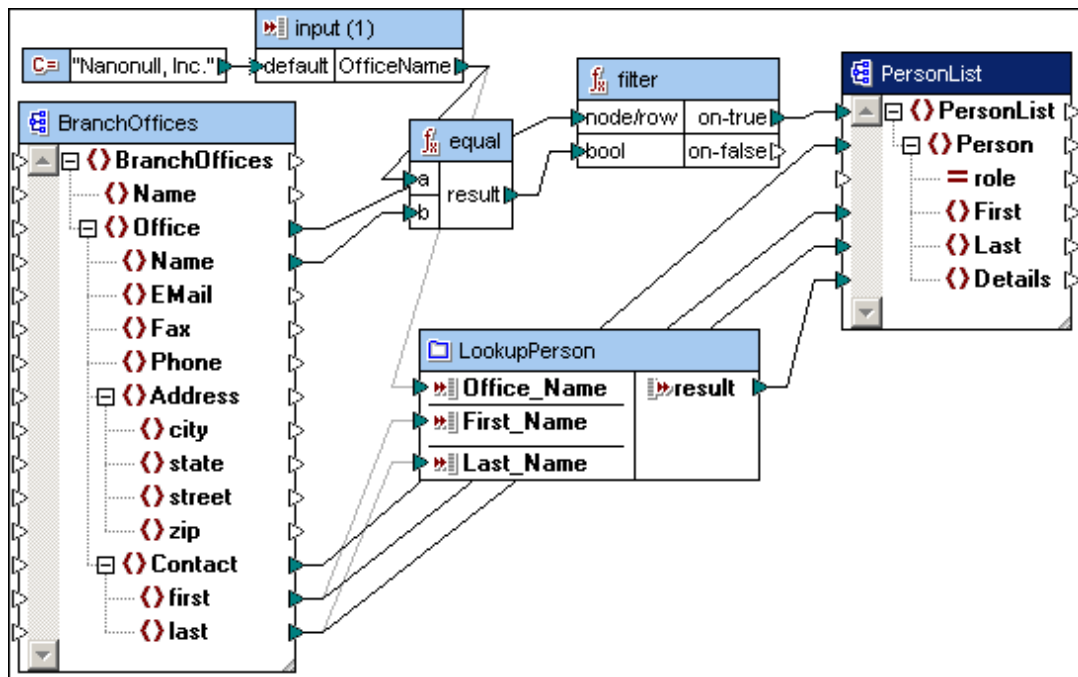 input (1)
C= "Nanonull, Inc." default OfficeName
BranchOffices
BranchOffices
Name
Office
Name
EMail
Fax
Phone
Address
city
state
street
zip
Contact
first
last
fx equal
a
b
result
fx filter
node/row on-true
bool on-false
LookupPerson
Office_Name result
First_Name
Last_Name
PersonList
PersonList
Person
role
First
Last
Details